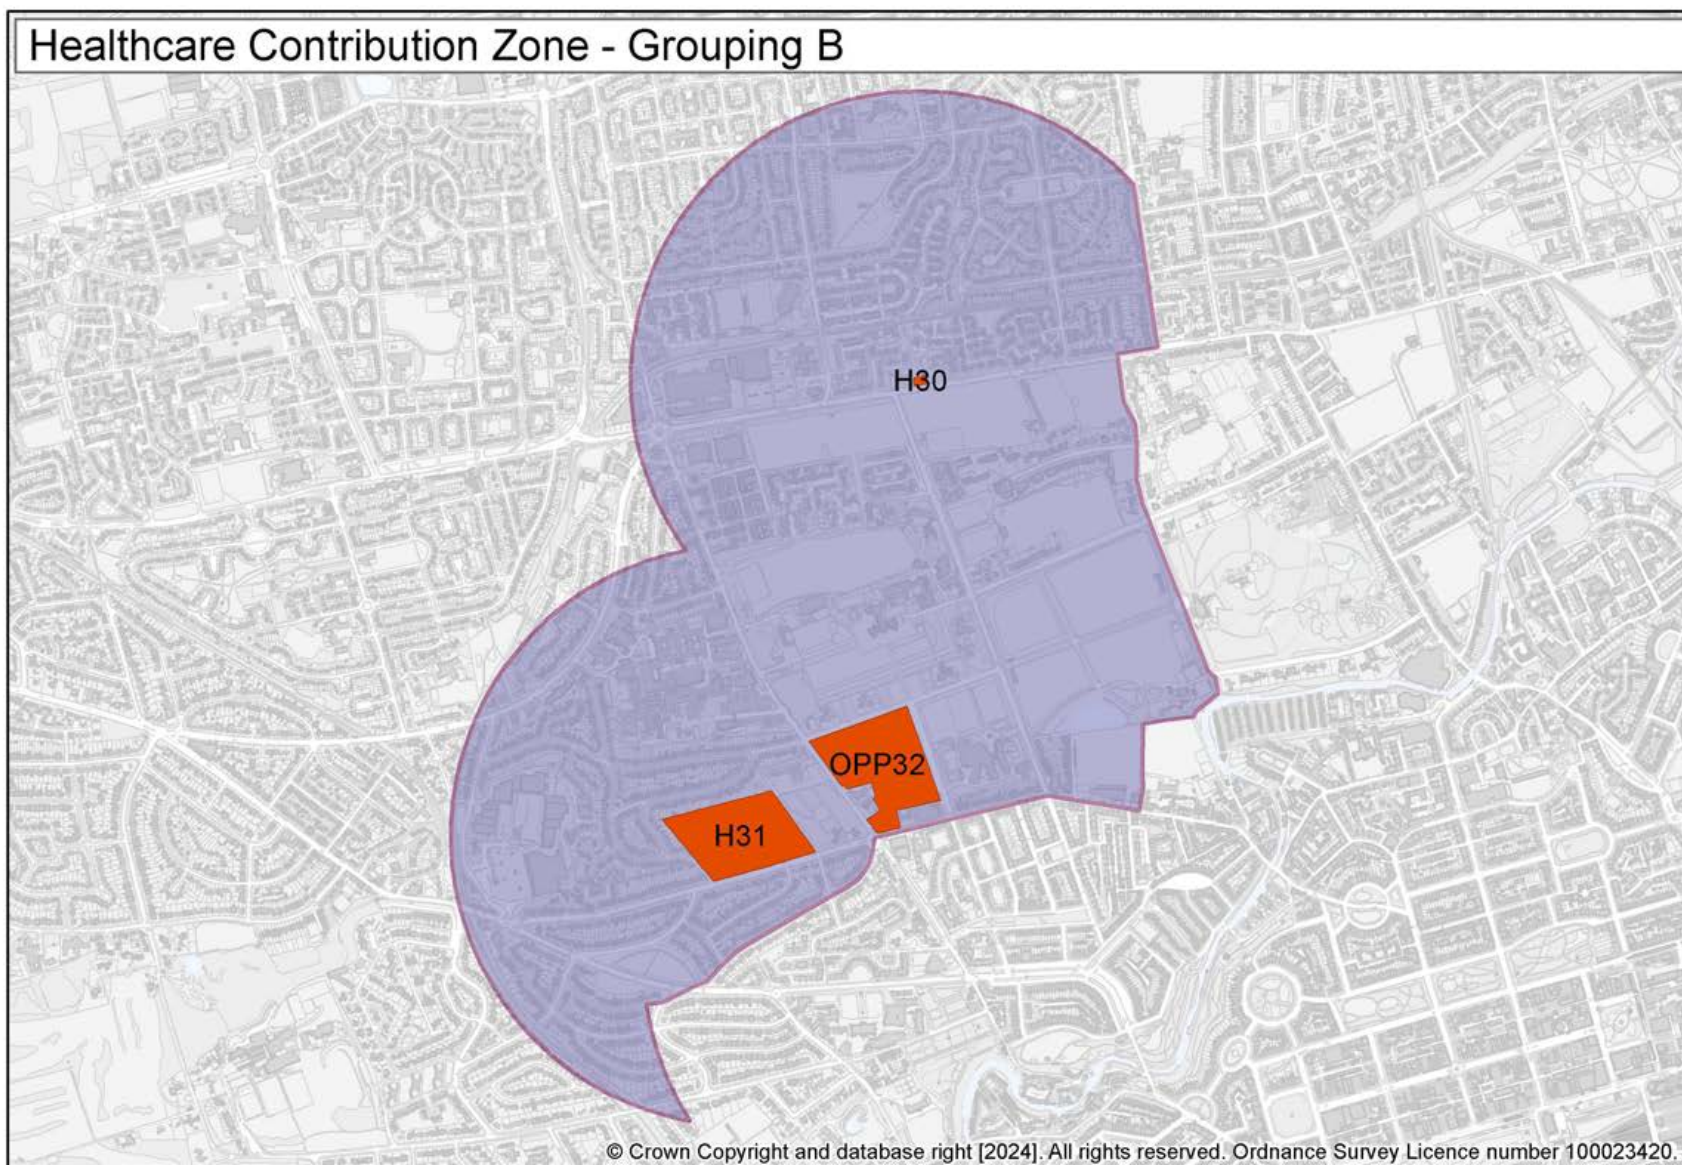 Healthcare Contribution Zone - Grouping B
H30
OPP32
H31
© Crown Copyright and database right [2024]. All rights reserved. Ordnance Survey Licence number 100023420.